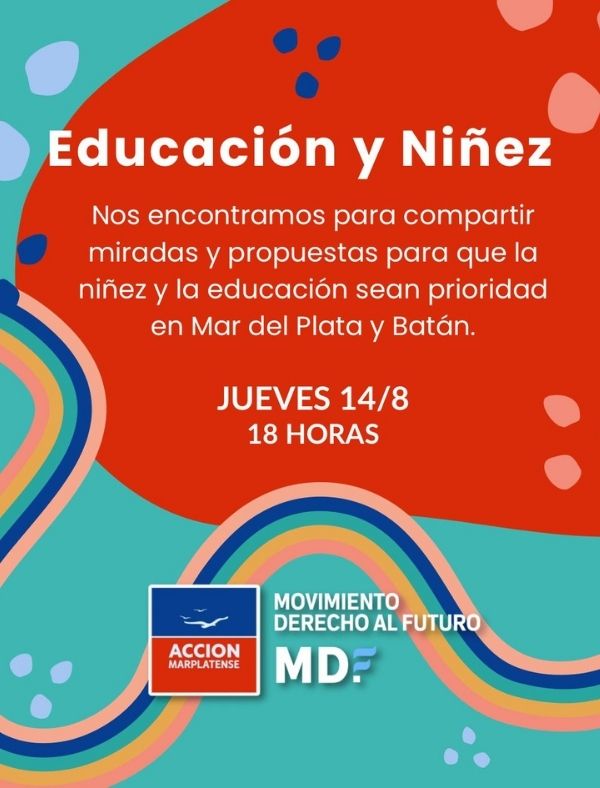 Educación y Niñez
Nos encontramos para compartir
miradas y propuestas para que la
niñez y la educación sean prioridad
en Mar del Plata y Batán.
JUEVES 14/8
18 HORAS
ACCION
MARPLATENSE
MOVIMIENTO
DERECHO AL FUTURO
MD.F